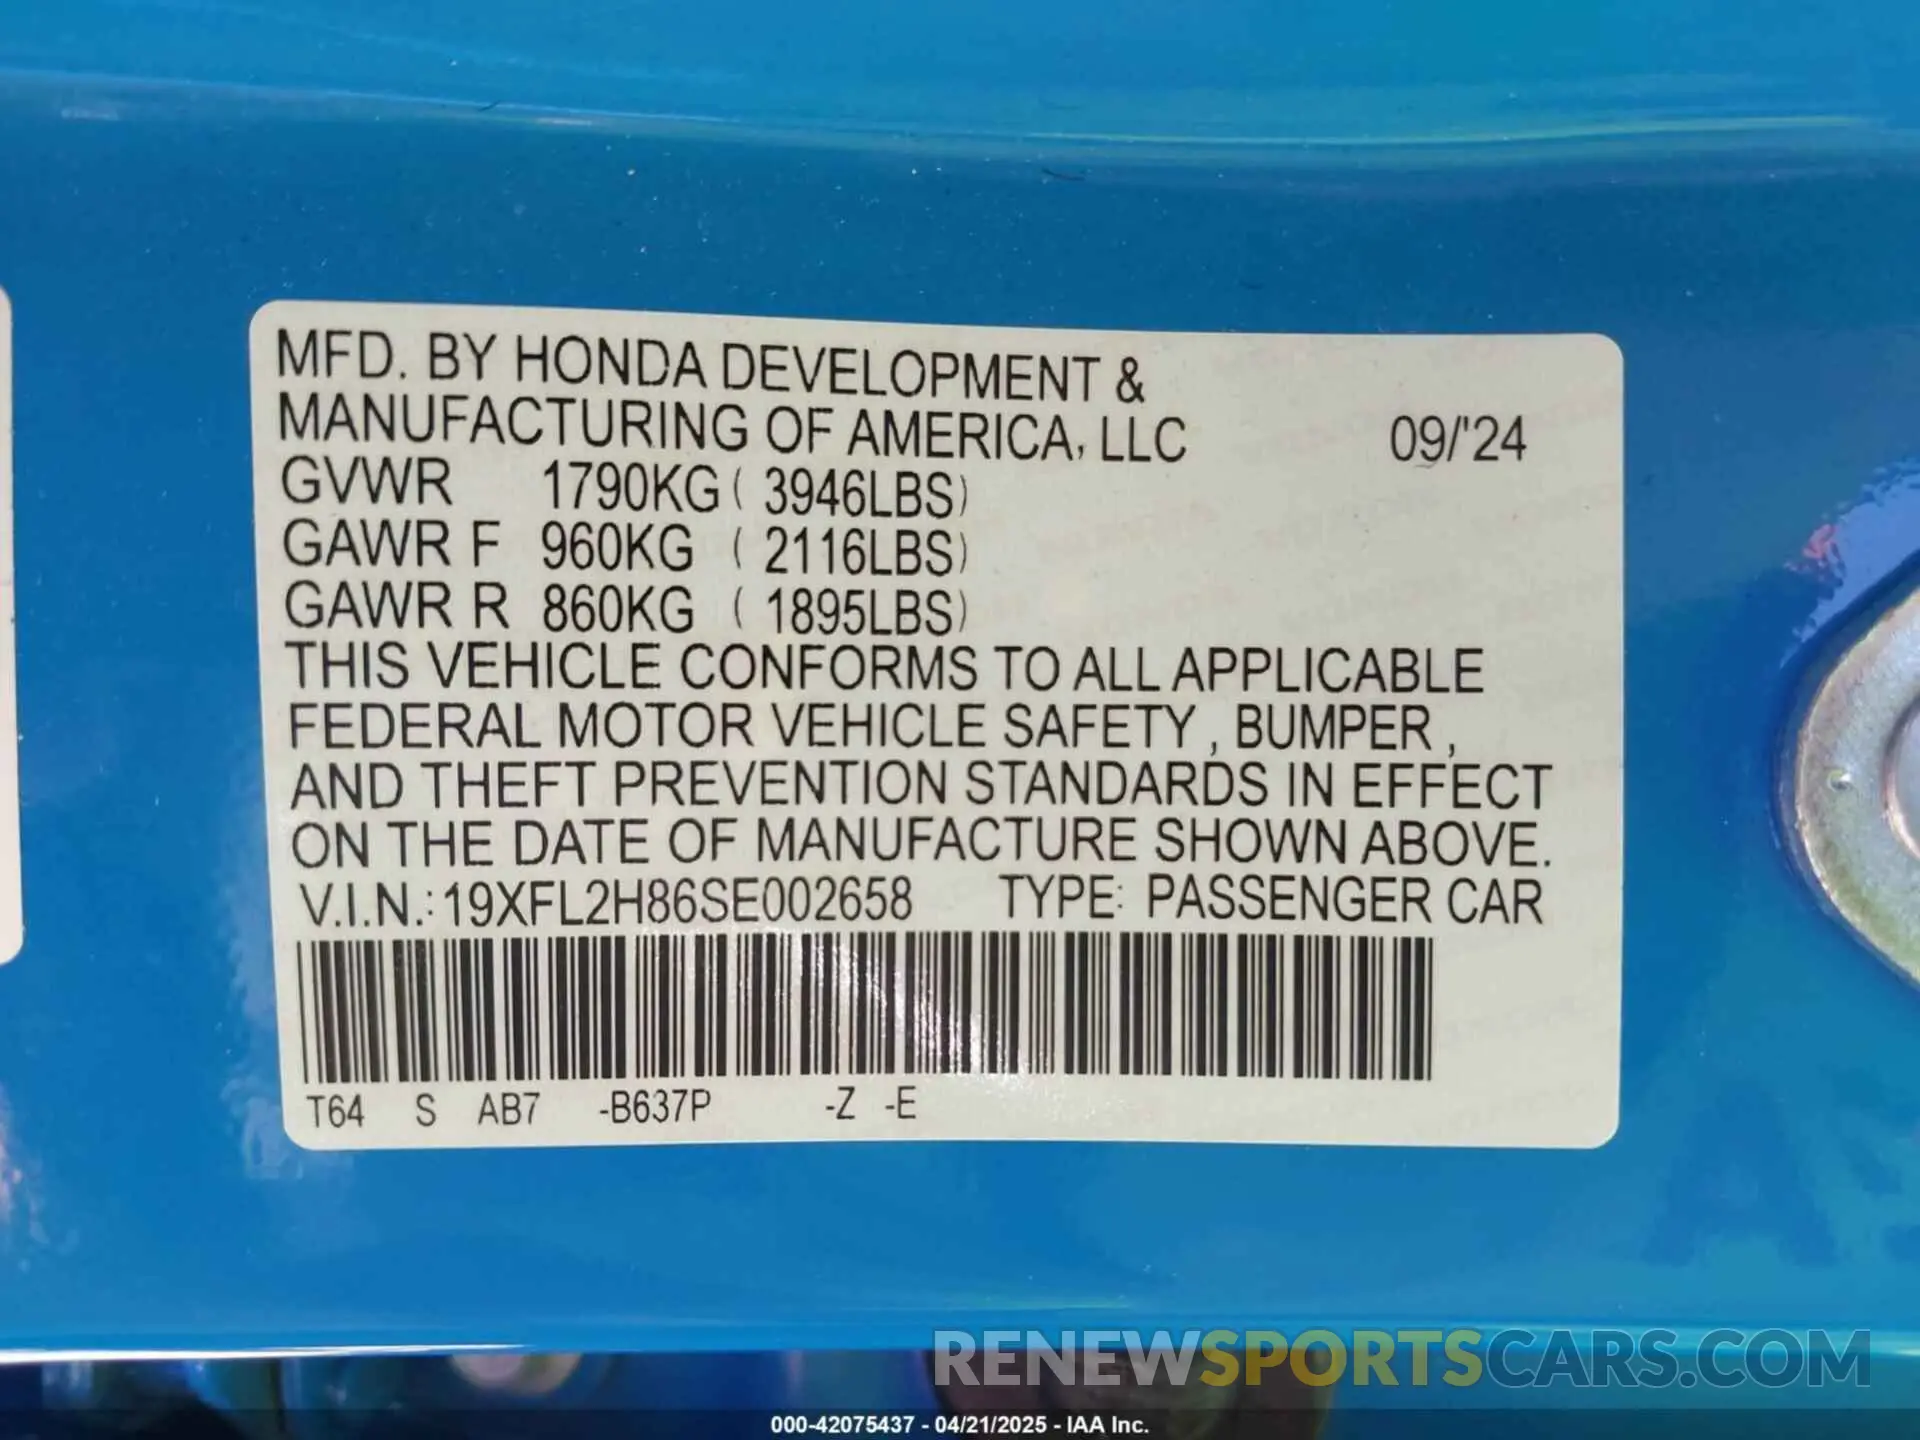 MFD. BY HONDA DEVELOPMENT &
MANUFACTURING OF AMERICA, LLC 09/'24
GVWR 1790KG ( 3946LBS)
GAWR F 960KG ( 2116LBS)
GAWR R 860KG ( 1895LBS)
THIS VEHICLE CONFORMS TO ALL APPLICABLE
FEDERAL MOTOR VEHICLE SAFETY , BUMPER ,
AND THEFT PREVENTION STANDARDS IN EFFECT
ON THE DATE OF MANUFACTURE SHOWN ABOVE.
V.I.N.: 19XFL2H86SE002658 TYPE: PASSENGER CAR
T64 S AB7 -B637P -Z -E
RENEWSPORTSCARS.COM
000-42075437 - 04/21/2025 - IAA Inc.